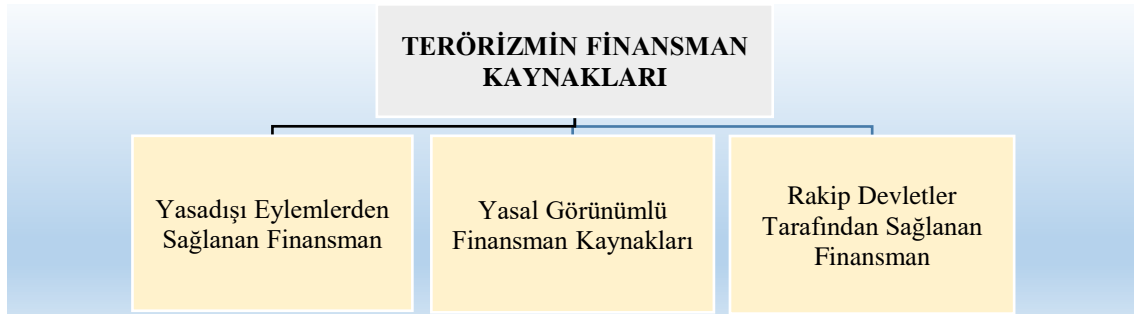 TERÖRİZMİN FİNANSMAN
KAYNAKLARI
Yasadışı Eylemlerden
Sağlanan Finansman
Yasal Görünümlü
Finansman Kaynakları
Rakip Devletler
Tarafından Sağlanan
Finansman